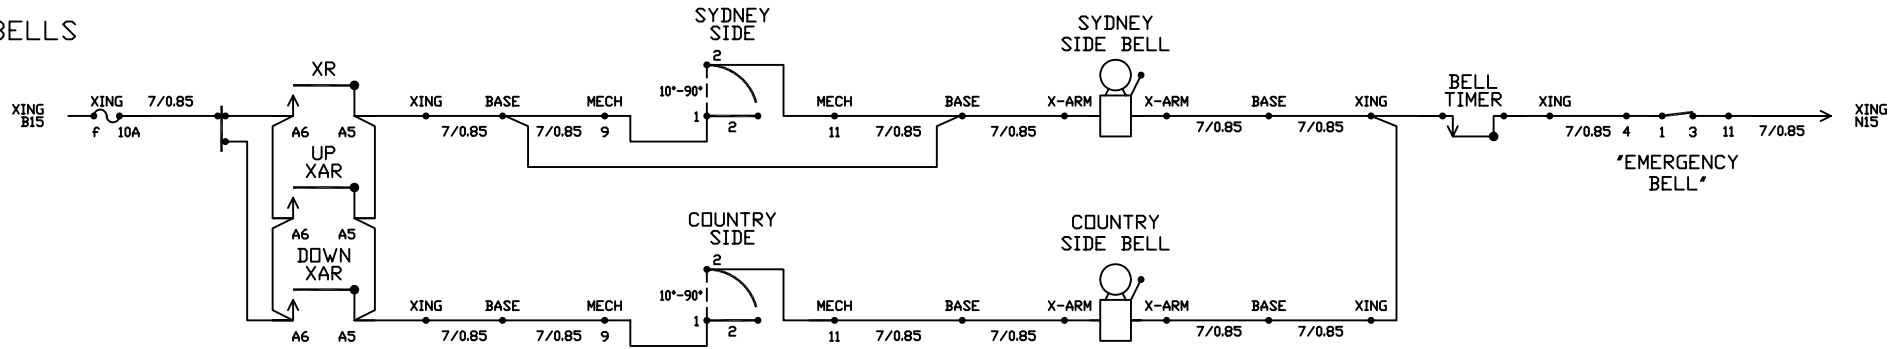 BELLS
XING
B15
XING
f
10A
7/0.85
XR
A6
A5
UP
XAR
A6
A5
DOWN
XAR
A6
A5
XING
BASE
MECH
7/0.85
7/0.85
9
SYDNEY
SIDE
2
10°-90°
1
2
MECH
BASE
X-ARM
11
7/0.85
7/0.85
SYDNEY
SIDE BELL
X-ARM
BASE
XING
7/0.85
7/0.85
BELL
TIMER
XING
7/0.85
4
1
3
11
7/0.85
"EMERGENCY
BELL"
XING
N15
XING
BASE
MECH
7/0.85
7/0.85
9
COUNTRY
SIDE
2
10°-90°
1
2
MECH
BASE
X-ARM
11
7/0.85
7/0.85
COUNTRY
SIDE BELL
X-ARM
BASE
XING
7/0.85
7/0.85